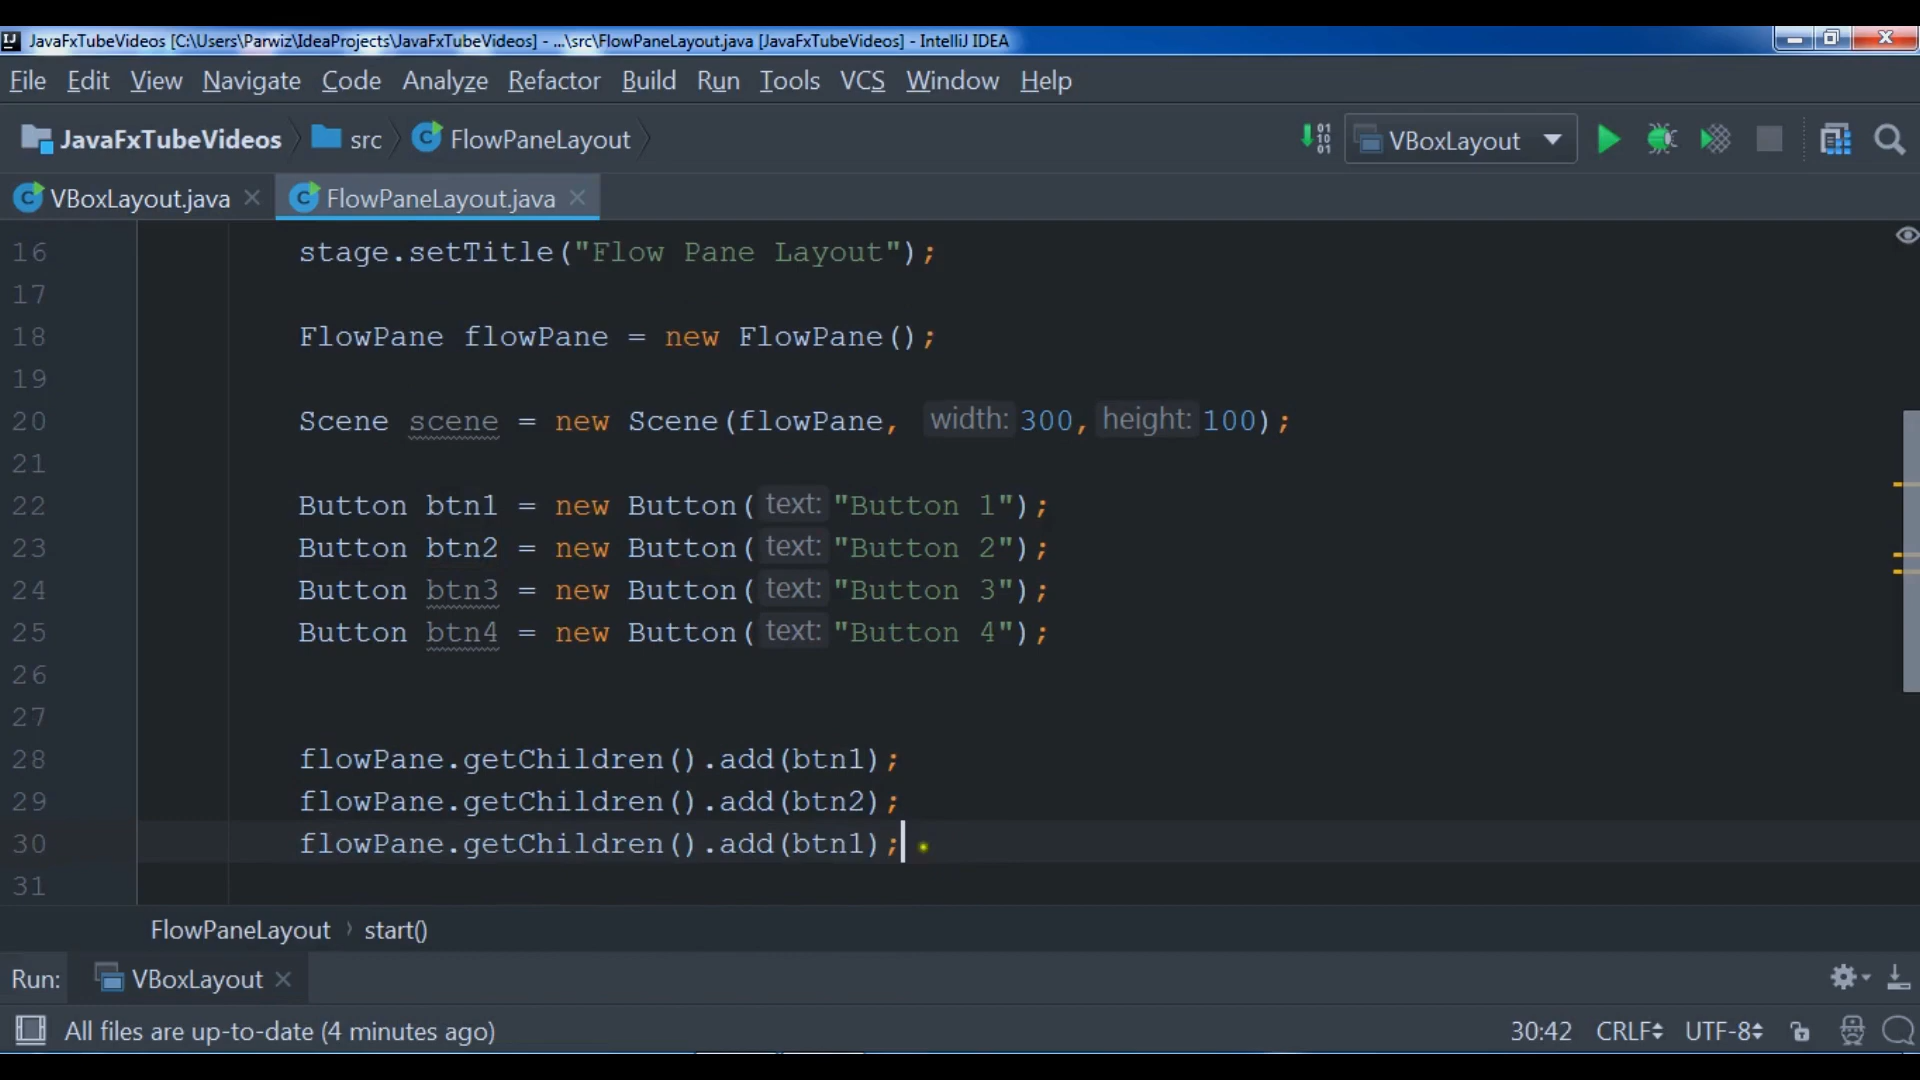 JavaFxTubeVideos [C:\Users\Parwiz\IdeaProjects\JavaFxTubeVideos] - ...\src\FlowPaneLayout.java [JavaFxTubeVideos] - IntelliJ IDEA
File Edit View Navigate Code Analyze Refactor Build Run Tools VCS Window Help
JavaFxTubeVideos src FlowPaneLayout VBoxLayout
VBoxLayout.java FlowPaneLayout.java
16 stage.setTitle("Flow Pane Layout");
17
18 FlowPane flowPane = new FlowPane();
19
20 Scene scene = new Scene(flowPane, width: 300, height: 100);
21
22 Button btn1 = new Button( text: "Button 1");
23 Button btn2 = new Button( text: "Button 2");
24 Button btn3 = new Button( text: "Button 3");
25 Button btn4 = new Button( text: "Button 4");
26
27
28 flowPane.getChildren().add(btn1);
29 flowPane.getChildren().add(btn2);
30 flowPane.getChildren().add(btn1);
31
FlowPaneLayout › start()
Run: VBoxLayout
All files are up-to-date (4 minutes ago) 30:42 CRLF UTF-8